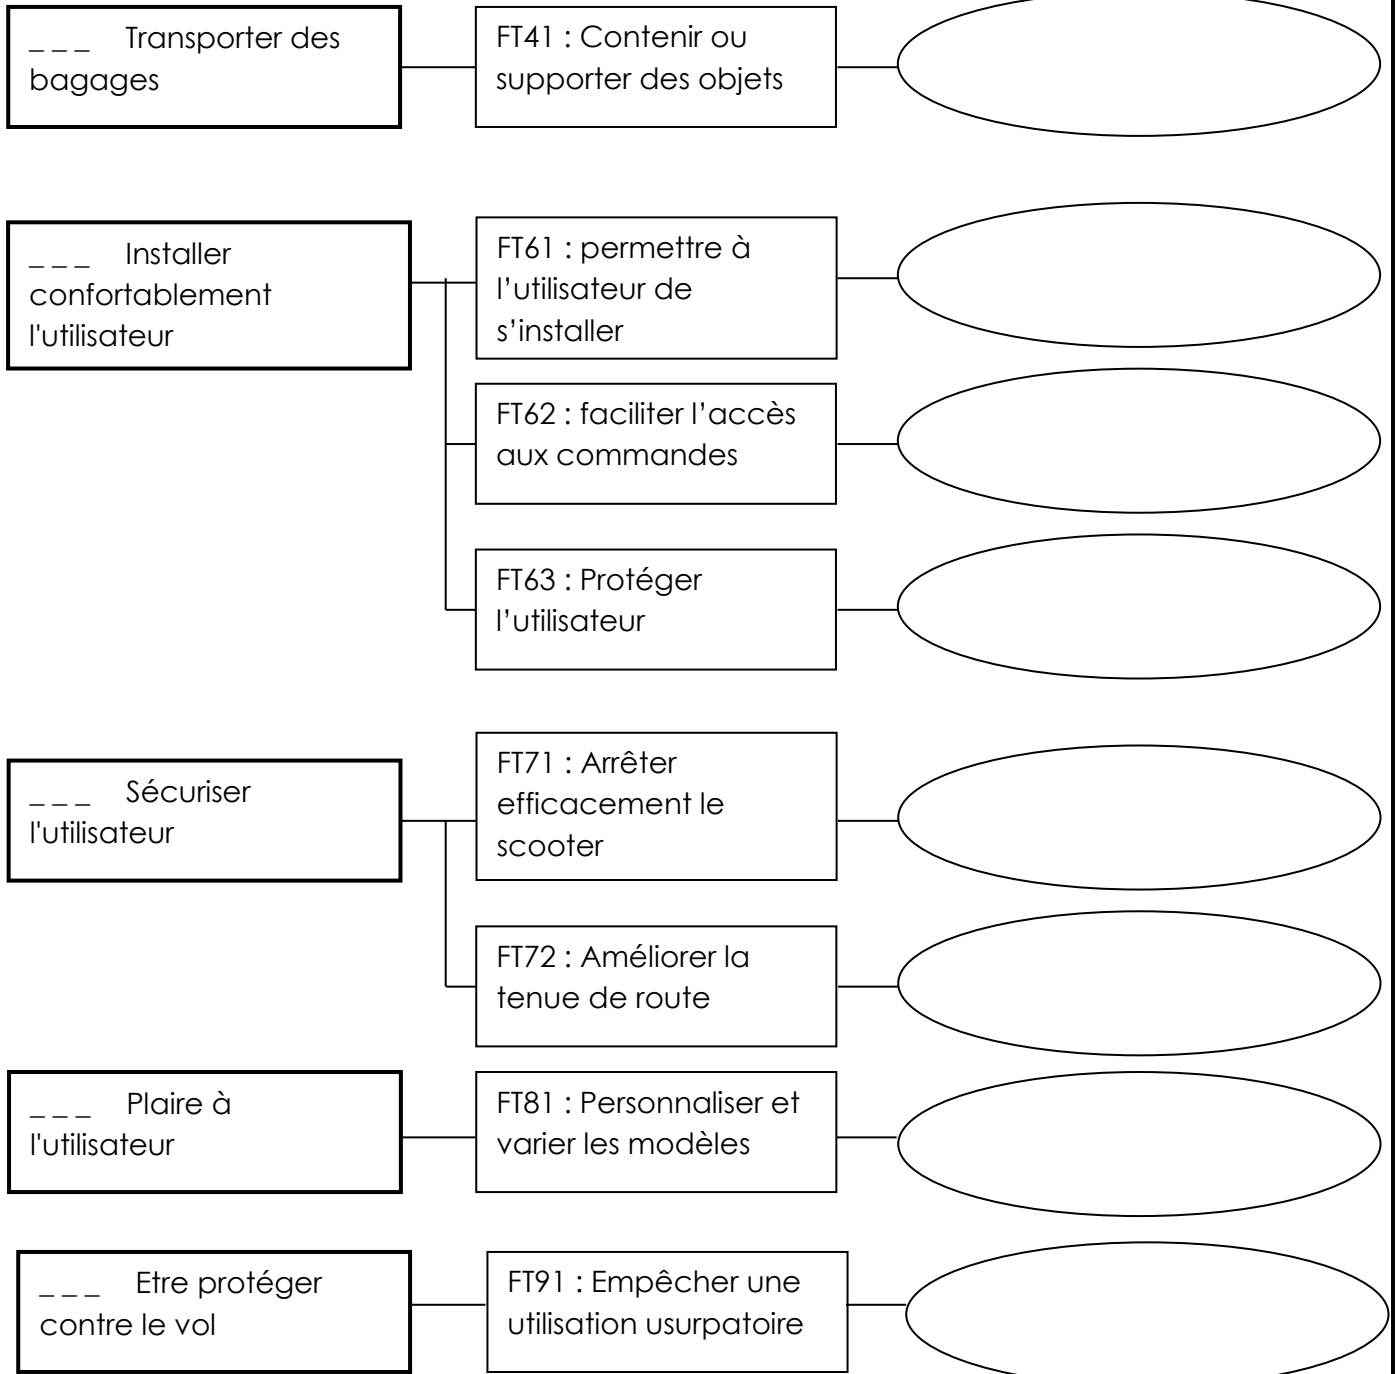 _ _ _ Transporter des
bagages
FT41 : Contenir ou
supporter des objets
_ _ _ Installer
confortablement
l'utilisateur
FT61 : permettre à
l’utilisateur de
s’installer
FT62 : faciliter l’accès
aux commandes
FT63 : Protéger
l’utilisateur
_ _ _ Sécuriser
l'utilisateur
FT71 : Arrêter
efficacement le
scooter
FT72 : Améliorer la
tenue de route
_ _ _ Plaire à
l'utilisateur
FT81 : Personnaliser et
varier les modèles
_ _ _ Etre protéger
contre le vol
FT91 : Empêcher une
utilisation usurpatoire